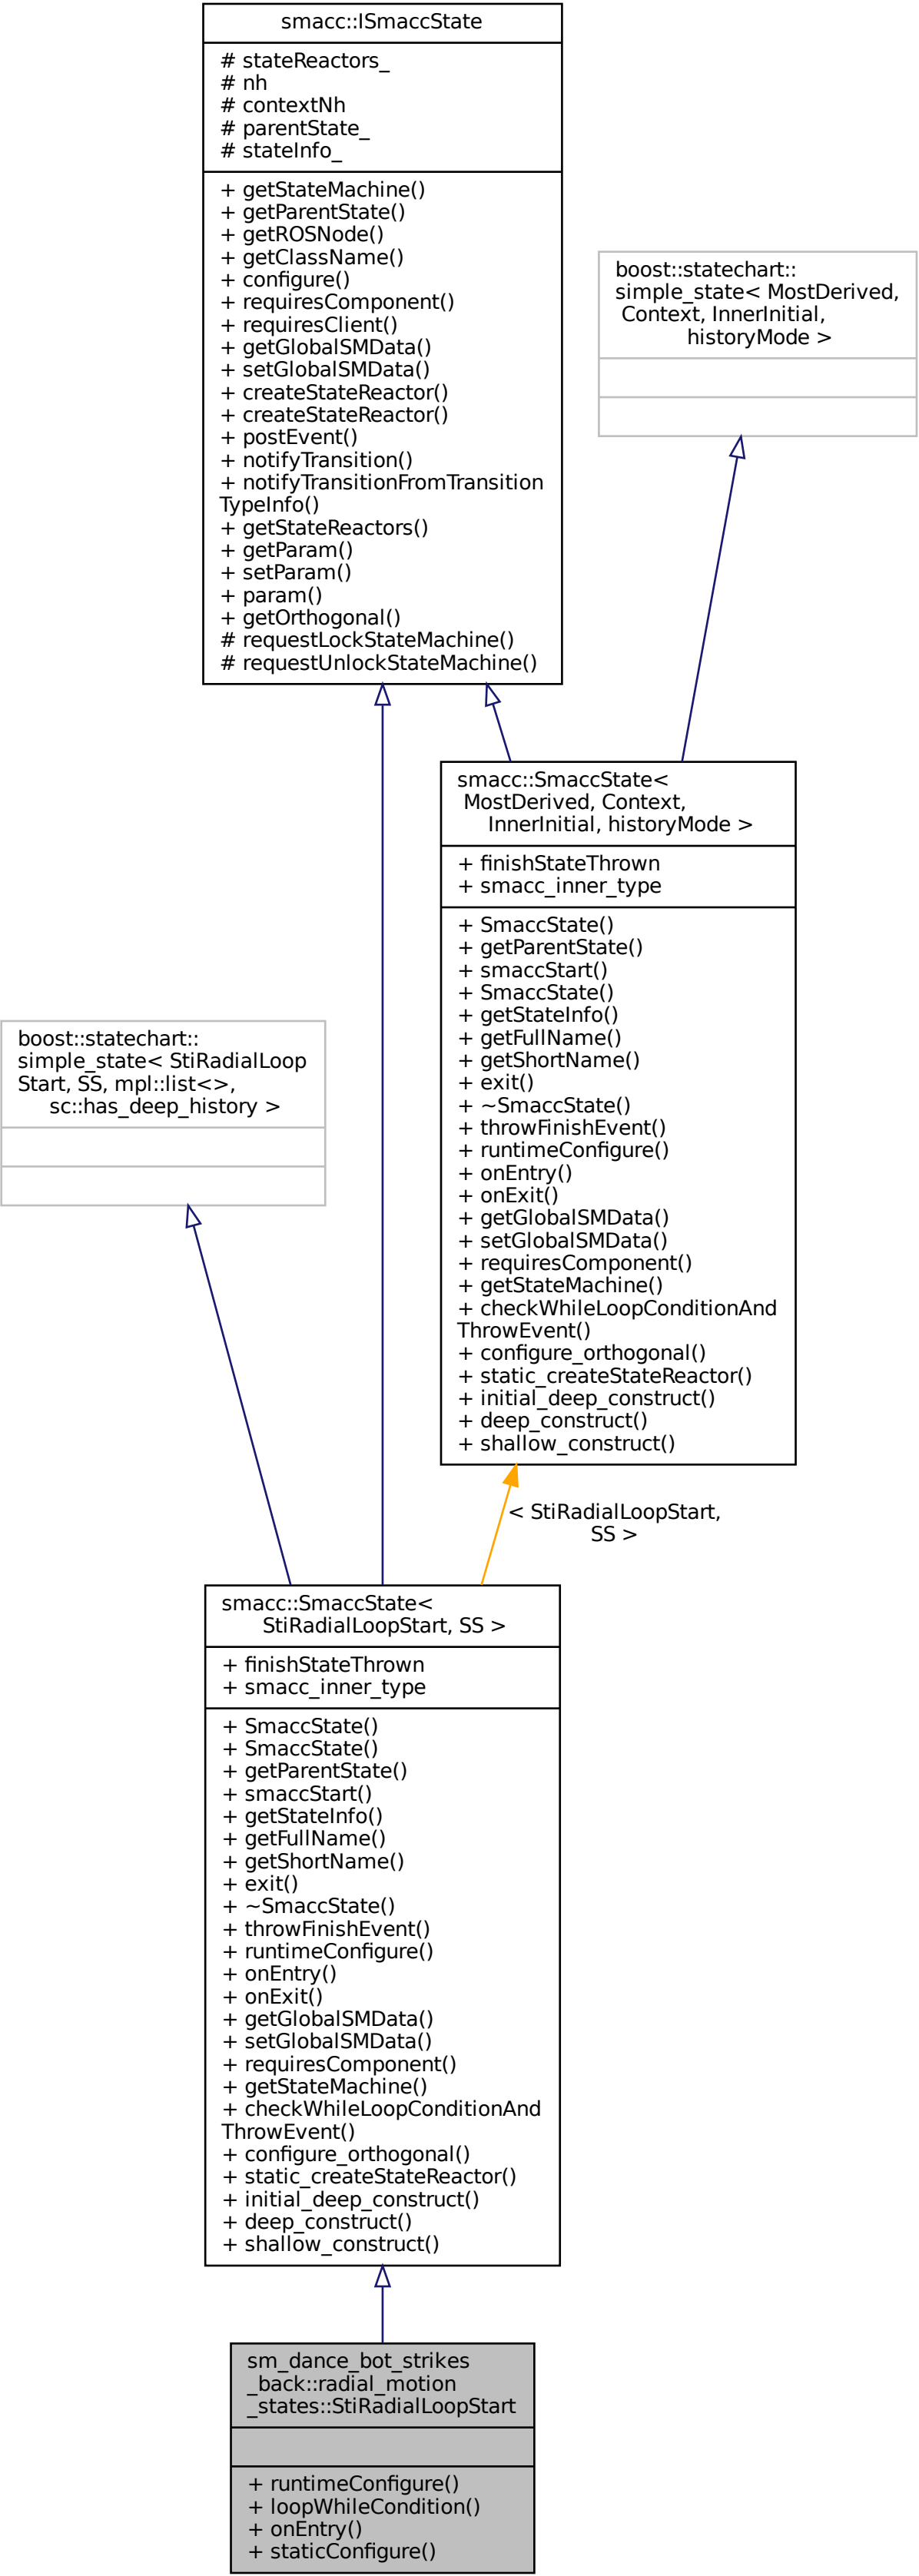 smacc::ISmaccState
# stateReactors_
# nh
# contextNh
# parentState_
# stateInfo_
+ getStateMachine()
+ getParentState()
+ getROSNode()
+ getClassName()
+ configure()
+ requiresComponent()
+ requiresClient()
+ getGlobalSMData()
+ setGlobalSMData()
+ createStateReactor()
+ createStateReactor()
+ postEvent()
+ notifyTransition()
+ notifyTransitionFromTransition
TypeInfo()
+ getStateReactors()
+ getParam()
+ setParam()
+ param()
+ getOrthogonal()
# requestLockStateMachine()
# requestUnlockStateMachine()
boost::statechart::
simple_state< MostDerived,
Context, InnerInitial,
historyMode >
smacc::SmaccState<
MostDerived, Context,
InnerInitial, historyMode >
+ finishStateThrown
+ smacc_inner_type
+ SmaccState()
+ getParentState()
+ smaccStart()
+ SmaccState()
+ getStateInfo()
+ getFullName()
+ getShortName()
+ exit()
+ ~SmaccState()
+ throwFinishEvent()
+ runtimeConfigure()
+ onEntry()
+ onExit()
+ getGlobalSMData()
+ setGlobalSMData()
+ requiresComponent()
+ getStateMachine()
+ checkWhileLoopConditionAnd
ThrowEvent()
+ configure_orthogonal()
+ static_createStateReactor()
+ initial_deep_construct()
+ deep_construct()
+ shallow_construct()
boost::statechart::
simple_state< StiRadialLoop
Start, SS, mpl::list<>,
sc::has_deep_history >
< StiRadialLoopStart,
SS >
smacc::SmaccState<
StiRadialLoopStart, SS >
+ finishStateThrown
+ smacc_inner_type
+ SmaccState()
+ SmaccState()
+ getParentState()
+ smaccStart()
+ getStateInfo()
+ getFullName()
+ getShortName()
+ exit()
+ ~SmaccState()
+ throwFinishEvent()
+ runtimeConfigure()
+ onEntry()
+ onExit()
+ getGlobalSMData()
+ setGlobalSMData()
+ requiresComponent()
+ getStateMachine()
+ checkWhileLoopConditionAnd
ThrowEvent()
+ configure_orthogonal()
+ static_createStateReactor()
+ initial_deep_construct()
+ deep_construct()
+ shallow_construct()
sm_dance_bot_strikes
_back::radial_motion
_states::StiRadialLoopStart
+ runtimeConfigure()
+ loopWhileCondition()
+ onEntry()
+ staticConfigure()